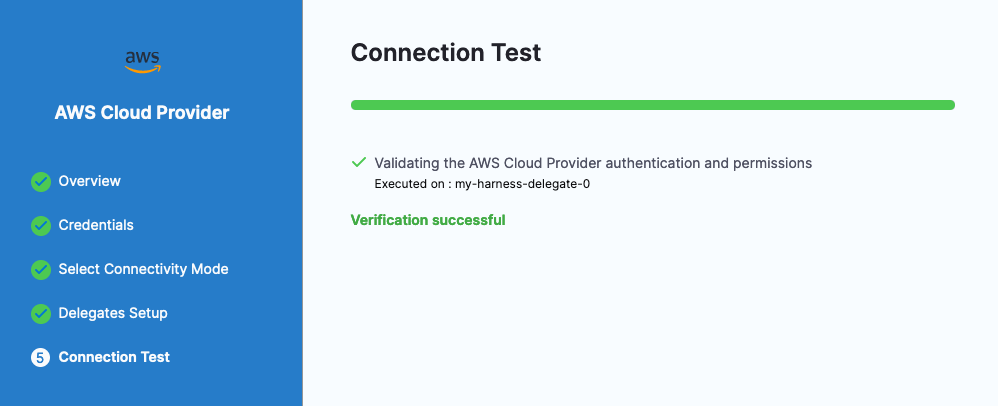 aws
AWS Cloud Provider
Overview
Credentials
Select Connectivity Mode
Delegates Setup
5 Connection Test
Connection Test
Validating the AWS Cloud Provider authentication and permissions
Executed on : my-harness-delegate-0
Verification successful